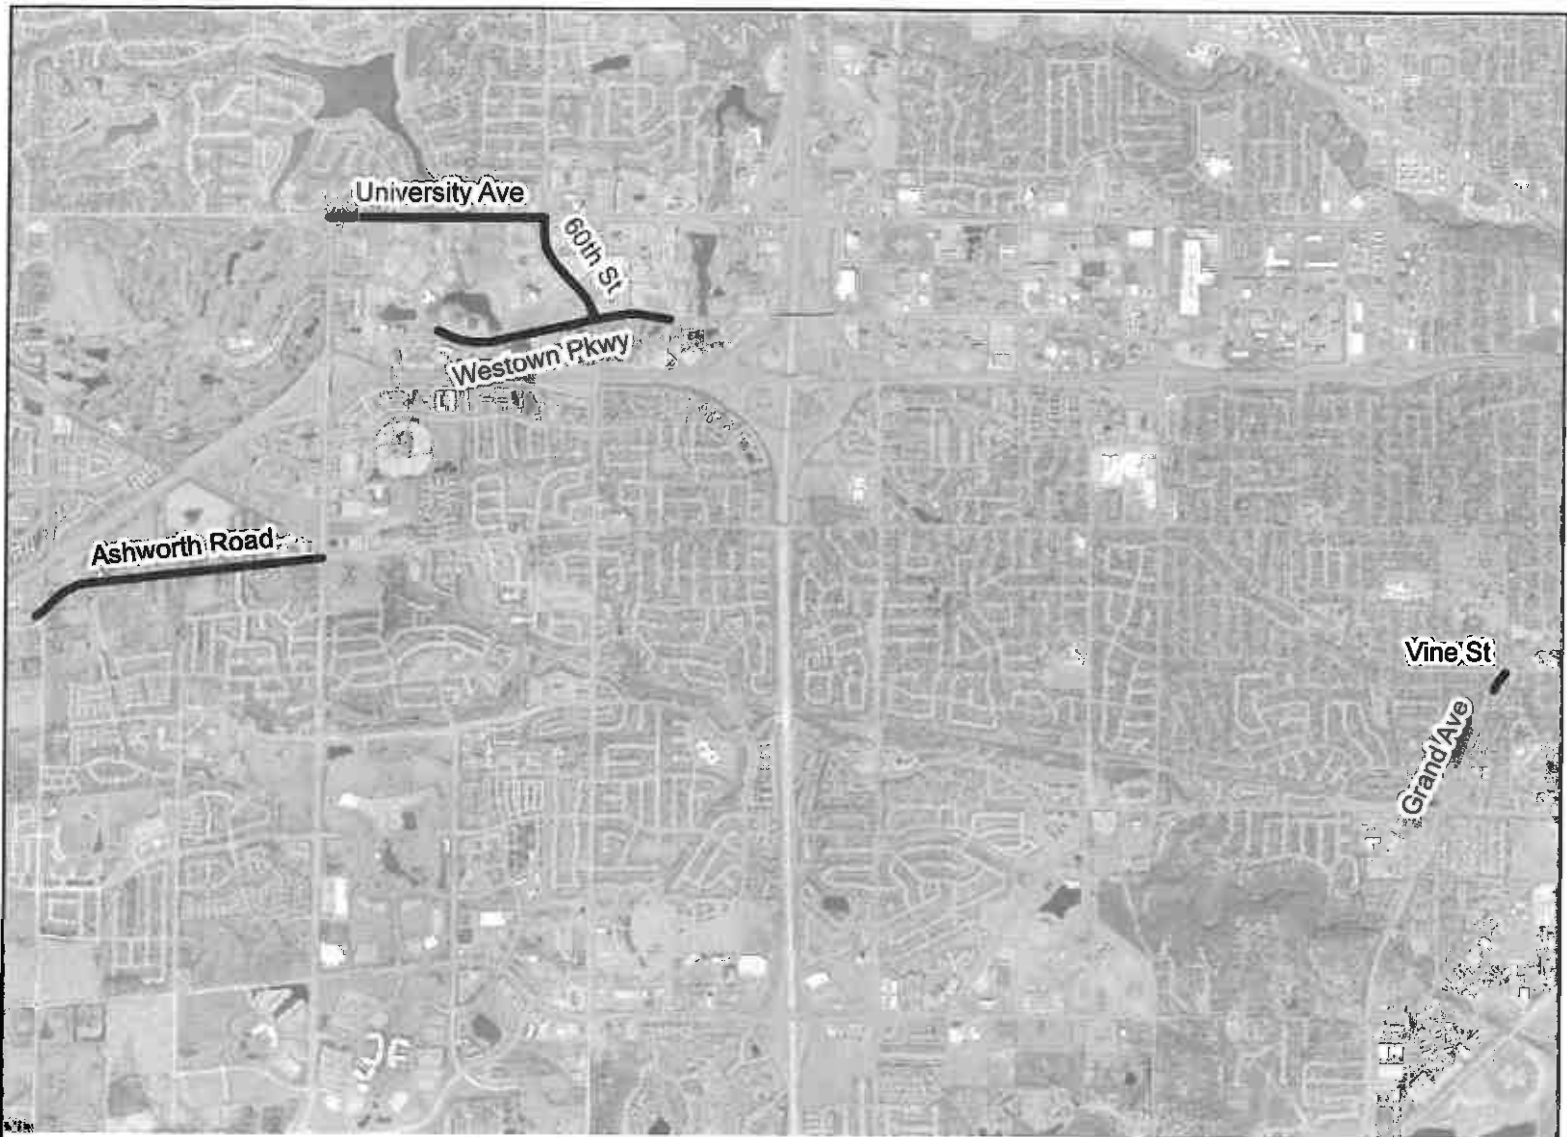 University Ave
60th St
Westown Pkwy
Ashworth Road
Vine St
Grand Ave